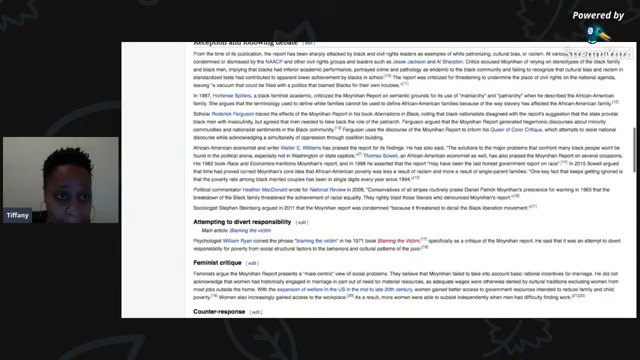 Powered by
StreamYard
Reception and following debate [edit]
From the time of its publication, the report has been sharply attacked by black and civil rights leaders as examples of white patronizing, cultural bias, or racism. At various
condemned or dismissed by the NAACP and other civil rights groups and leaders such as Jesse Jackson and Al Sharpton. Critics accused Moynihan of relying on stereotypes of the black family
and black men, implying that blacks had inferior academic performance, portrayed crime and pathology as endemic to the black community and failing to recognize that cultural bias and racism in
standardized tests had contributed to apparent lower achievement by blacks in school. The report was criticized for threatening to undermine the place of civil rights on the national agenda,
leaving "a vacuum that could be filled with a politics that blamed Blacks for their own troubles."
In 1987, Hortense Spillers, a black feminist academic, criticized the Moynihan Report on semantic grounds for its use of "matriarchy" and "patriarchy" when he described the African-American
family. She argues that the terminology used to define white families cannot be used to define African-American families because of the way slavery has affected the African-American family.
Scholar Roderick Ferguson traced the effects of the Moynihan Report in his book Aberrations in Black, noting that black nationalists disagreed with the report's suggestion that the state provide
black men with masculinity, but agreed that men needed to take back the role of the patriarch. Ferguson argued that the Moynihan Report generated hegemonic discourses about minority
communities and nationalist sentiments in the Black community. Ferguson uses the discourse of the Moynihan Report to inform his Queer of Color Critique, which attempts to resist national
discourse while acknowledging a simultaneity of oppression through coalition building.
African-American economist and writer Walter E. Williams has praised the report for its findings. He has also said, "The solutions to the major problems that confront many black people won't be
found in the political arena, especially not in Washington or state capitols." Thomas Sowell, an African-American economist as well, has also praised the Moynihan Report on several occasions.
His 1982 book Race and Economics mentions Moynihan's report, and in 1998 he asserted that the report "may have been the last honest government report on race". In 2015 Sowell argued
that time had proved correct Moynihan's core idea that African-American poverty was less a result of racism and more a result of single-parent families: "One key fact that keeps getting ignored is
that the poverty rate among black married couples has been in single digits every year since 1994."
Political commentator Heather MacDonald wrote for National Review in 2008, "Conservatives of all stripes routinely praise Daniel Patrick Moynihan's prescience for warning in 1965 that the
breakdown of the Black family threatened the achievement of racial equality. They rightly blast those liberals who denounced Moynihan's report."
Sociologist Stephen Steinberg argued in 2011 that the Moynihan report was condemned "because it threatened to derail the Black liberation movement."
Attempting to divert responsibility [edit]
Main article: Blaming the victim
Psychologist William Ryan coined the phrase "blaming the victim" in his 1971 book Blaming the Victim, specifically as a critique of the Moynihan report. He said that it was an attempt to divert
responsibility for poverty from social structural factors to the behaviors and cultural patterns of the poor.
Feminist critique [edit]
Feminists argue the Moynihan Report presents a "male-centric" view of social problems. They believe that Moynihan failed to take into account basic rational incentives for marriage. He did not
acknowledge that women had historically engaged in marriage in part out of need for material resources, as adequate wages were otherwise denied by cultural traditions excluding women from
most jobs outside the home. With the expansion of welfare in the US in the mid to late 20th century, women gained better access to government resources intended to reduce family and child
poverty. Women also increasingly gained access to the workplace. As a result, more women were able to subsist independently when men had difficulty finding work.
Counter-response [edit]
Tiffany